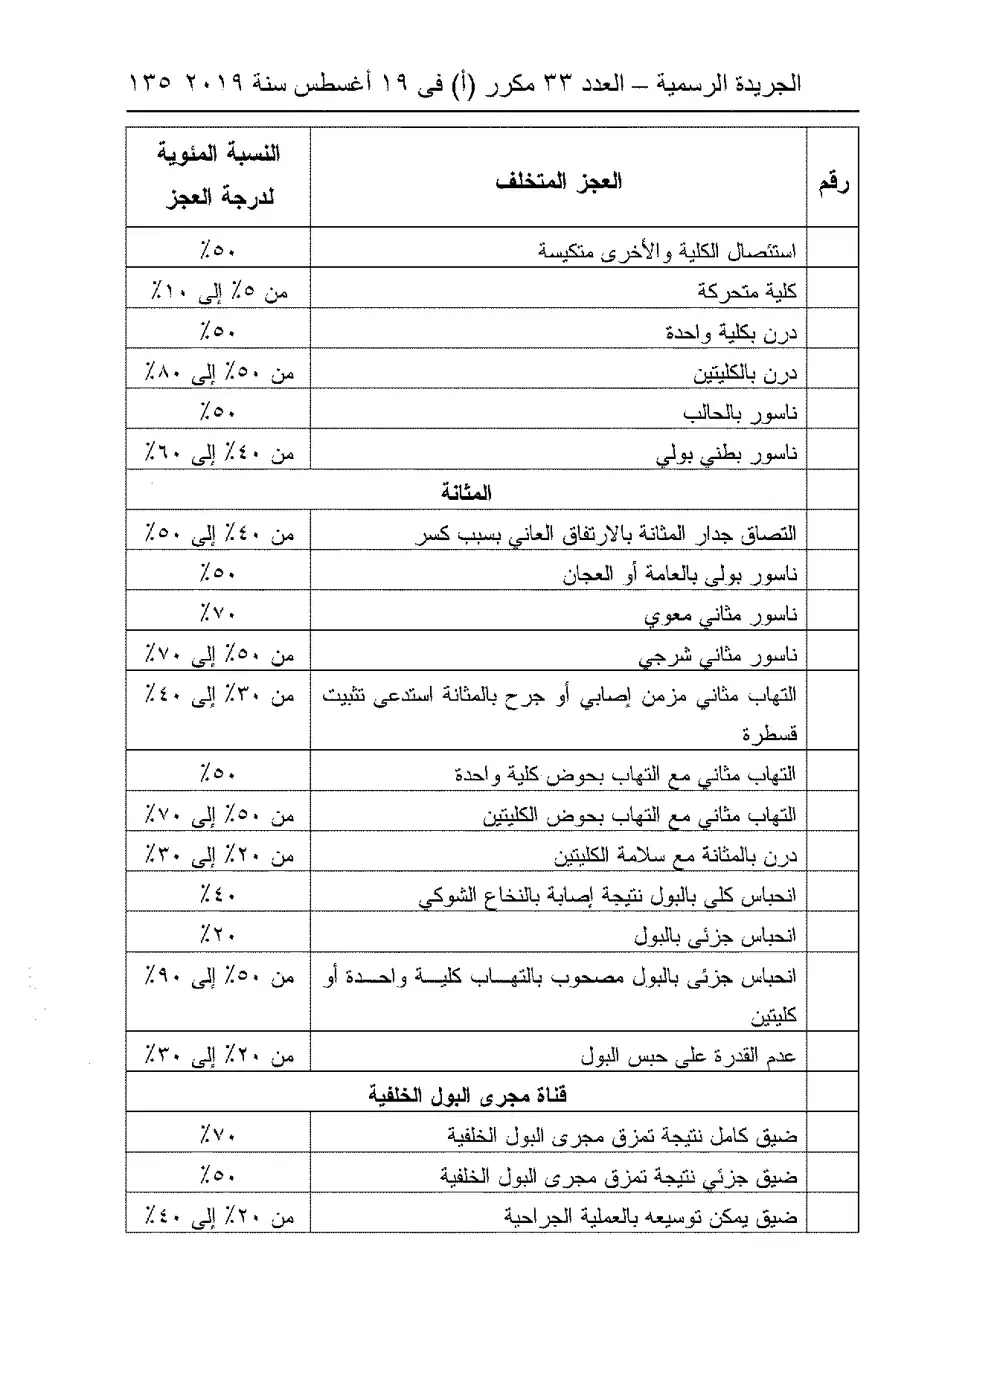 الجريدة الرسمية – العدد ٣٣ مكرر (أ) فى ١٩ أغسطس سنة ٢٠١٩ ١٣٥
رقم العجز المتخلف النسبة المئوية
لدرجة العجز
استئصال الكلية والأخرى متكيسة ٥٠٪
كلية متحركة من ٥٪ إلى ١٠٪
درن بكلية واحدة ٥٠٪
درن بالكليتين من ٥٠٪ إلى ٨٠٪
ناسور بالحالب ٥٠٪
ناسور بطني بولي من ٤٠٪ إلى ٦٠٪
المثانة
التصاق جدار المثانة بالارتفاق العاني بسبب كسر من ٤٠٪ إلى ٥٠٪
ناسور بولى بالعامة أو العجان ٥٠٪
ناسور مثاني معوي ٧٠٪
ناسور مثاني شرجي من ٥٠٪ إلى ٧٠٪
التهاب مثاني مزمن إصابي أو جرح بالمثانة استدعى تثبيت من ٣٠٪ إلى ٤٠٪
قسطرة
التهاب مثاني مع التهاب بحوض كلية واحدة ٥٠٪
التهاب مثاني مع التهاب بحوض الكليتين من ٥٠٪ إلى ٧٠٪
درن بالمثانة مع سلامة الكليتين من ٢٠٪ إلى ٣٠٪
انحباس كلى بالبول نتيجة إصابة بالنخاع الشوكي ٤٠٪
انحباس جزئى بالبول ٢٠٪
انحباس جزئى بالبول مصحوب بالتهـــاب كليـــة واحـــدة أو من ٥٠٪ إلى ٩٠٪
كليتين
عدم القدرة على حبس البول من ٢٠٪ إلى ٣٠٪
قناة مجرى البول الخلفية
ضيق كامل نتيجة تمزق مجرى البول الخلفية ٧٠٪
ضيق جزئي نتيجة تمزق مجرى البول الخلفية ٥٠٪
ضيق يمكن توسيعه بالعملية الجراحية من ٢٠٪ إلى ٤٠٪